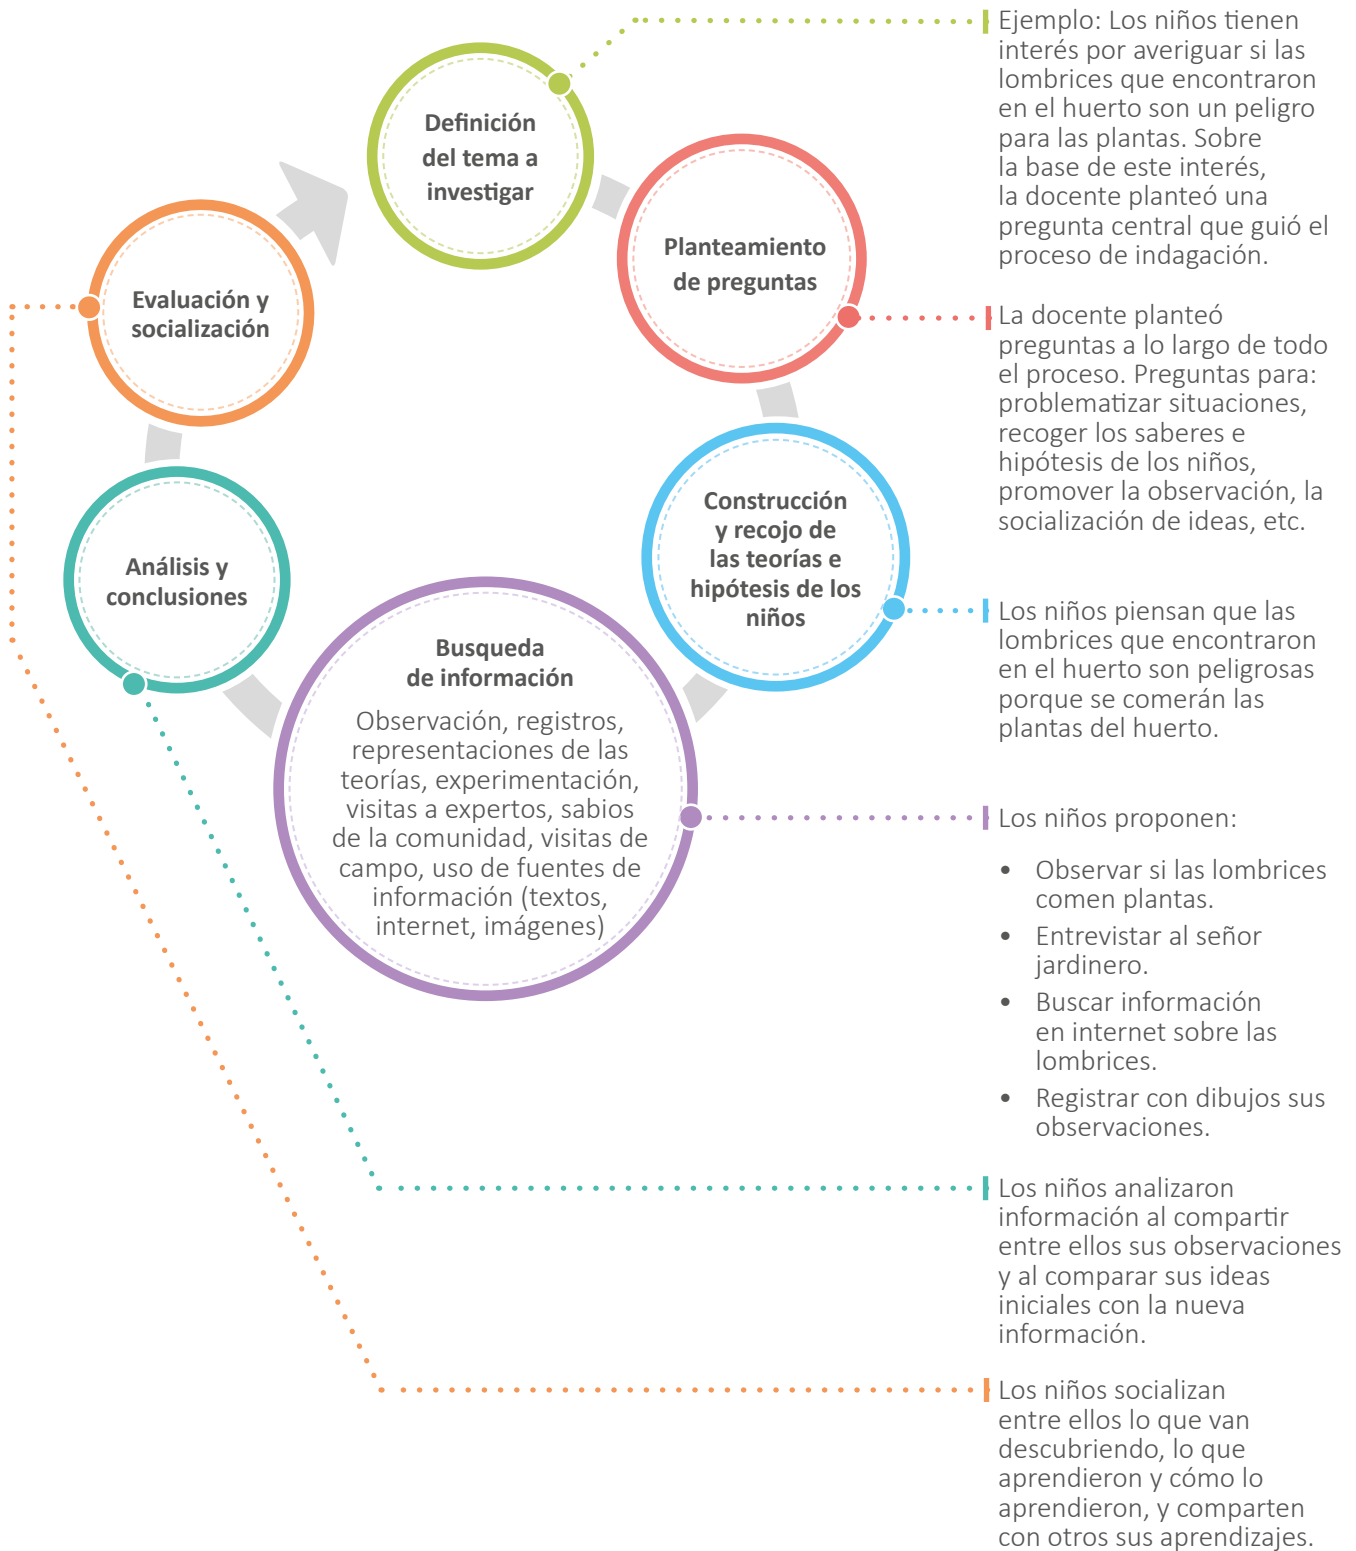 Definición
del tema a
investigar
Planteamiento
de preguntas
Construcción
y recojo de
las teorías e
hipótesis de los
niños
Busqueda
de información
Observación, registros,
representaciones de las
teorías, experimentación,
visitas a expertos, sabios
de la comunidad, visitas de
campo, uso de fuentes de
información (textos,
internet, imágenes)
Análisis y
conclusiones
Evaluación y
socialización
Ejemplo: Los niños tienen
interés por averiguar si las
lombrices que encontraron
en el huerto son un peligro
para las plantas. Sobre
la base de este interés,
la docente planteó una
pregunta central que guió el
proceso de indagación.
La docente planteó
preguntas a lo largo de todo
el proceso. Preguntas para:
problematizar situaciones,
recoger los saberes e
hipótesis de los niños,
promover la observación, la
socialización de ideas, etc.
Los niños piensan que las
lombrices que encontraron
en el huerto son peligrosas
porque se comerán las
plantas del huerto.
Los niños proponen:
• Observar si las lombrices
comen plantas.
• Entrevistar al señor
jardinero.
• Buscar información
en internet sobre las
lombrices.
• Registrar con dibujos sus
observaciones.
Los niños analizaron
información al compartir
entre ellos sus observaciones
y al comparar sus ideas
iniciales con la nueva
información.
Los niños socializan
entre ellos lo que van
descubriendo, lo que
aprendieron y cómo lo
aprendieron, y comparten
con otros sus aprendizajes.